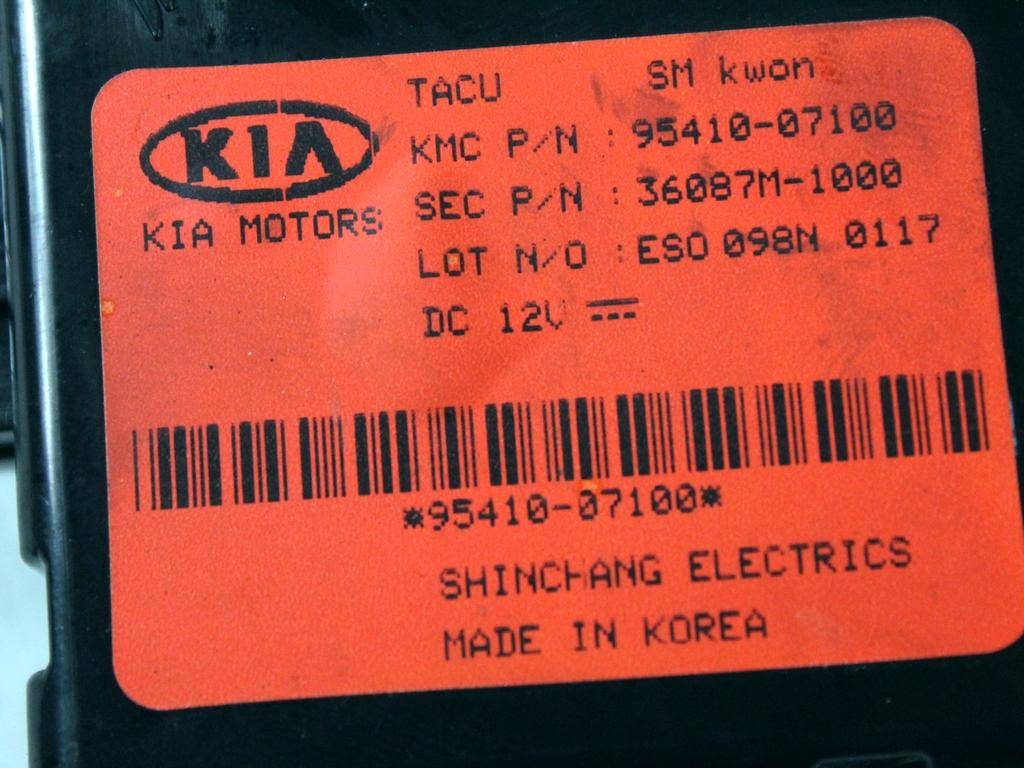 KIA
KIA MOTORS
TACU SM kwon
KMC P/N : 95410-07100
SEC P/N : 36087M-1000
LOT N/O : ESO 098N 0117
DC 12V
*95410-07100*
SHINCHANG ELECTRICS
MADE IN KOREA